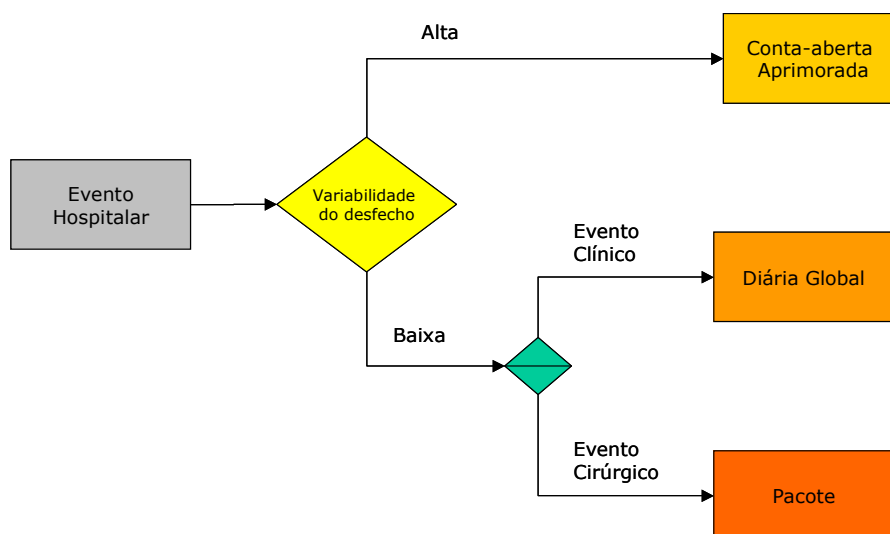 Alta
Conta-aberta
Aprimorada
Evento
Hospitalar
Variabilidade
do desfecho
Evento
Clínico
Diária Global
Baixa
Evento
Cirúrgico
Pacote